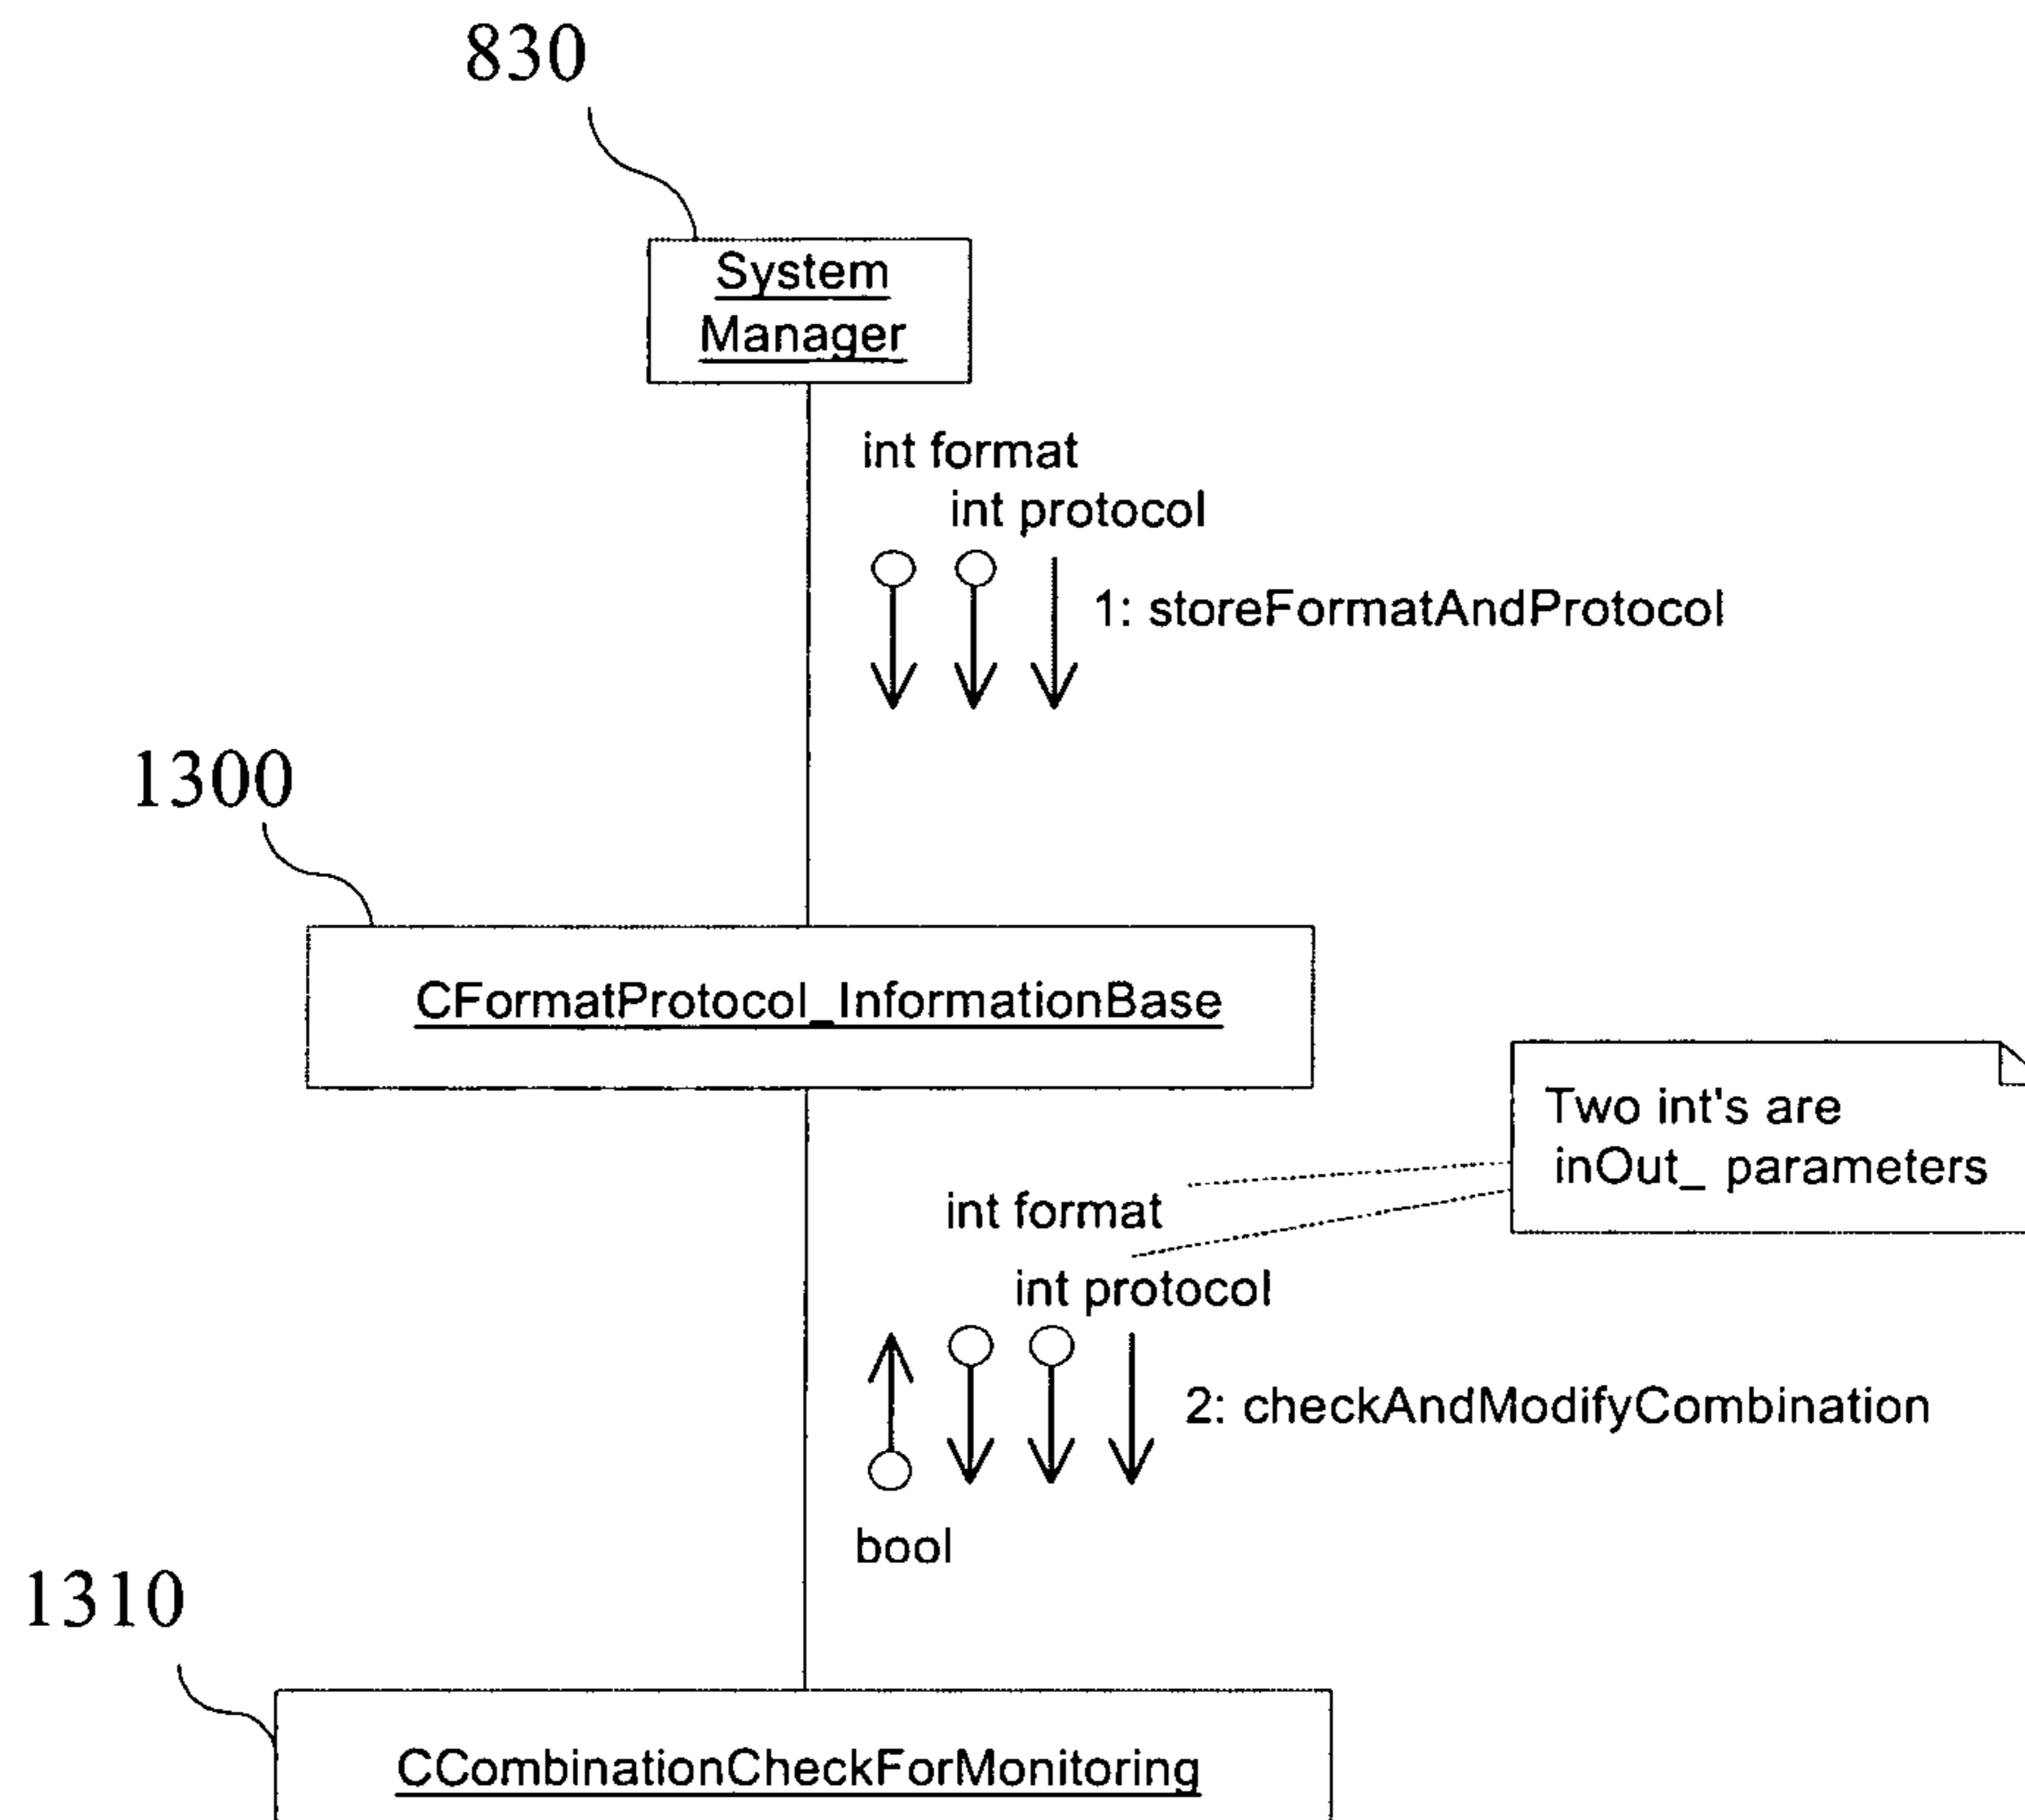 830
System
Manager
int format
int protocol
1: storeFormatAndProtocol
1300
CFormatProtocol_InformationBase
Two int's are
inOut_ parameters
int format
int protocol
2: checkAndModifyCombination
bool
1310
CCombinationCheckForMonitoring